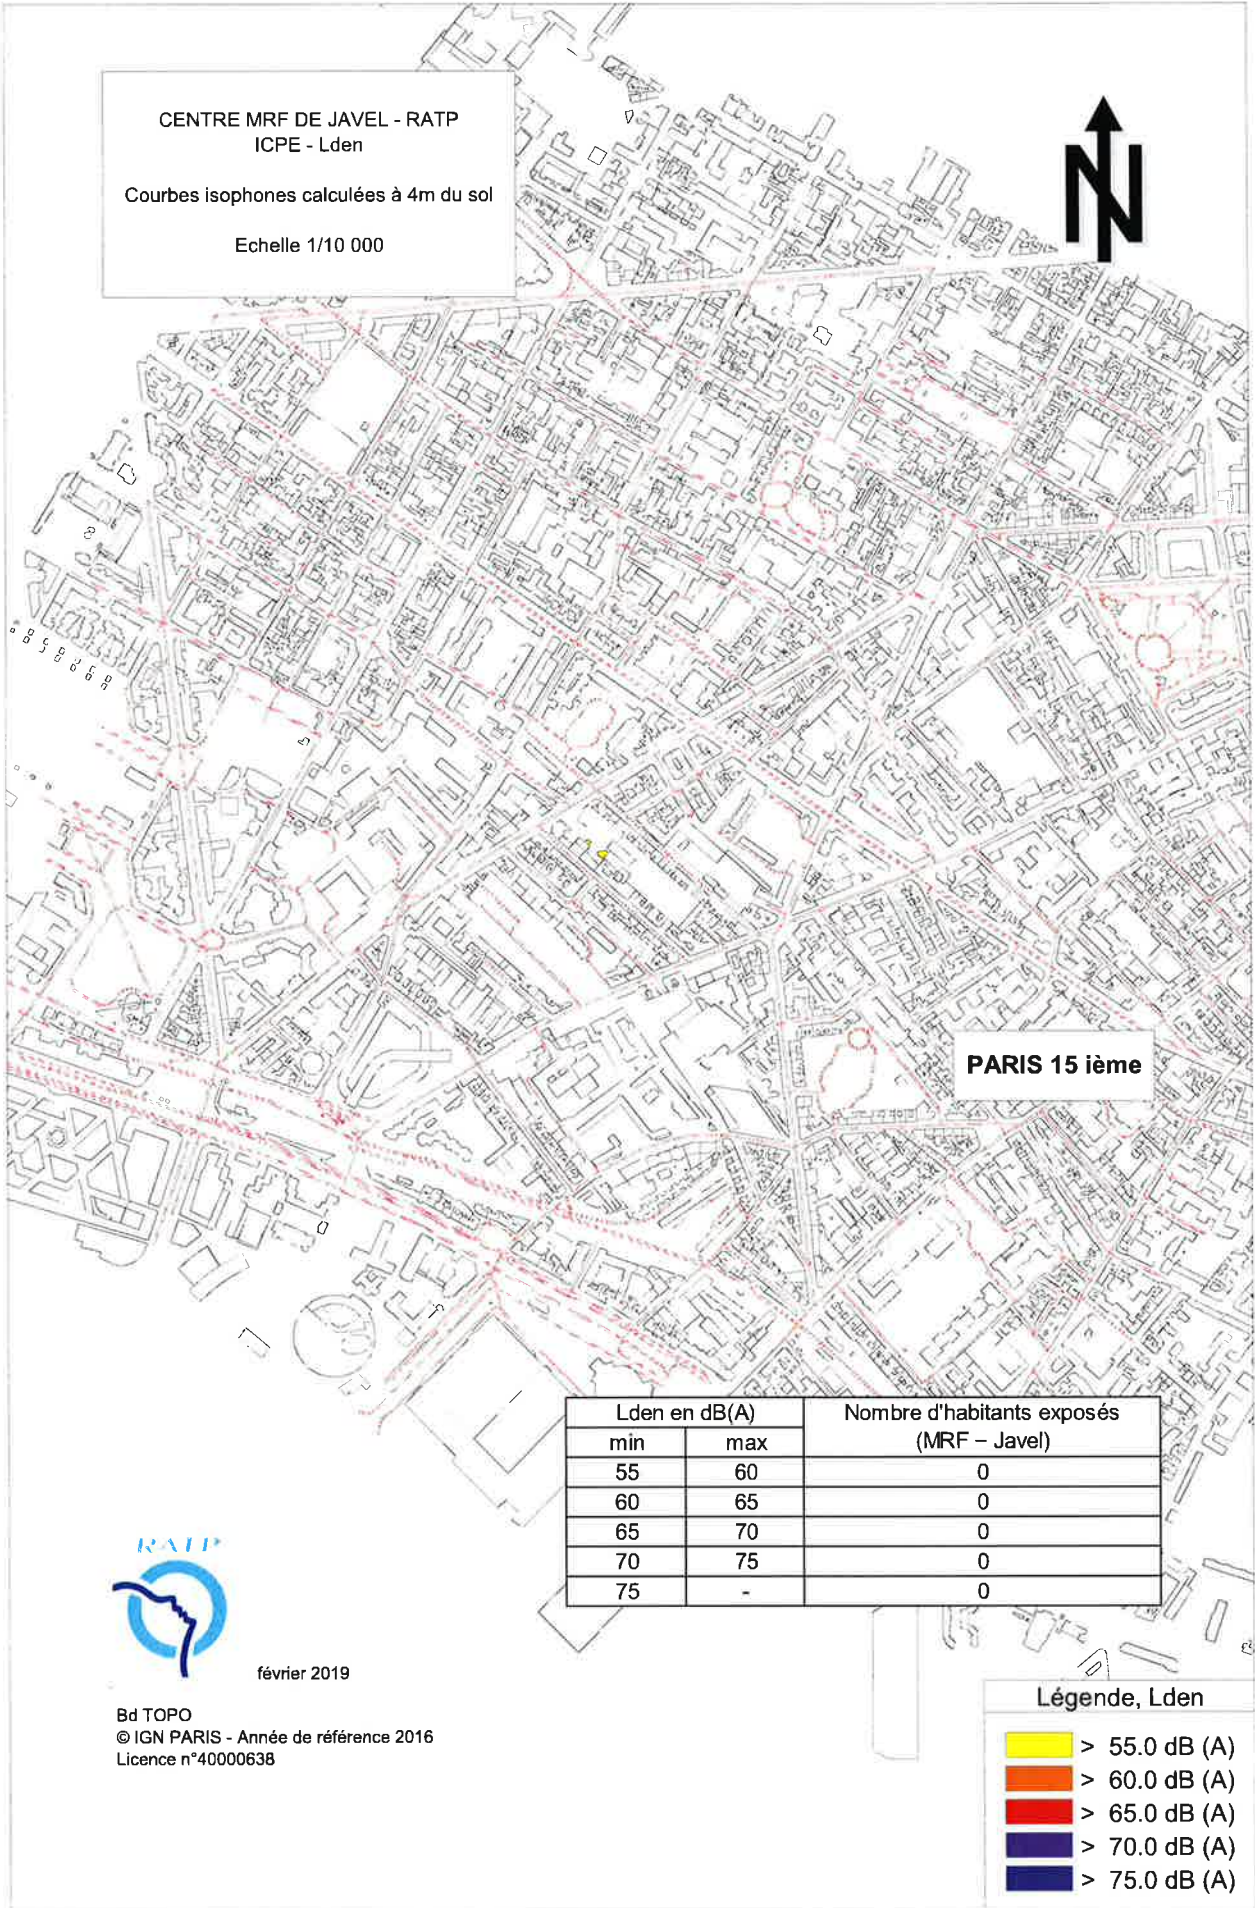 CENTRE MRF DE JAVEL - RATP
ICPE - Lden
Courbes isophones calculées à 4m du sol
Echelle 1/10 000
N
PARIS 15 ième
Lden en dB(A) Nombre d'habitants exposés
(MRF – Javel)
min max
55 60 0
60 65 0
65 70 0
70 75 0
75 - 0
RATP
février 2019
Bd TOPO
© IGN PARIS - Année de référence 2016
Licence n°40000638
Légende, Lden
> 55.0 dB (A)
> 60.0 dB (A)
> 65.0 dB (A)
> 70.0 dB (A)
> 75.0 dB (A)